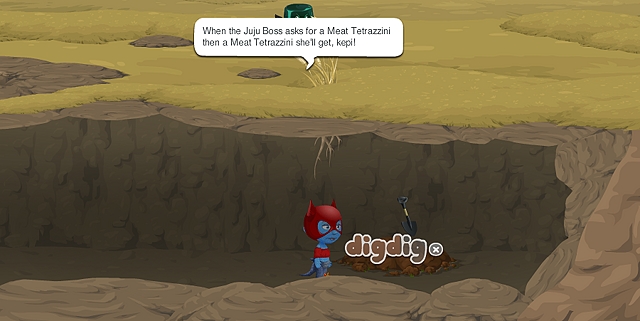 When the Juju Boss asks for a Meat Tetrazzini
then a Meat Tetrazzini she'll get, kepi!
digdig